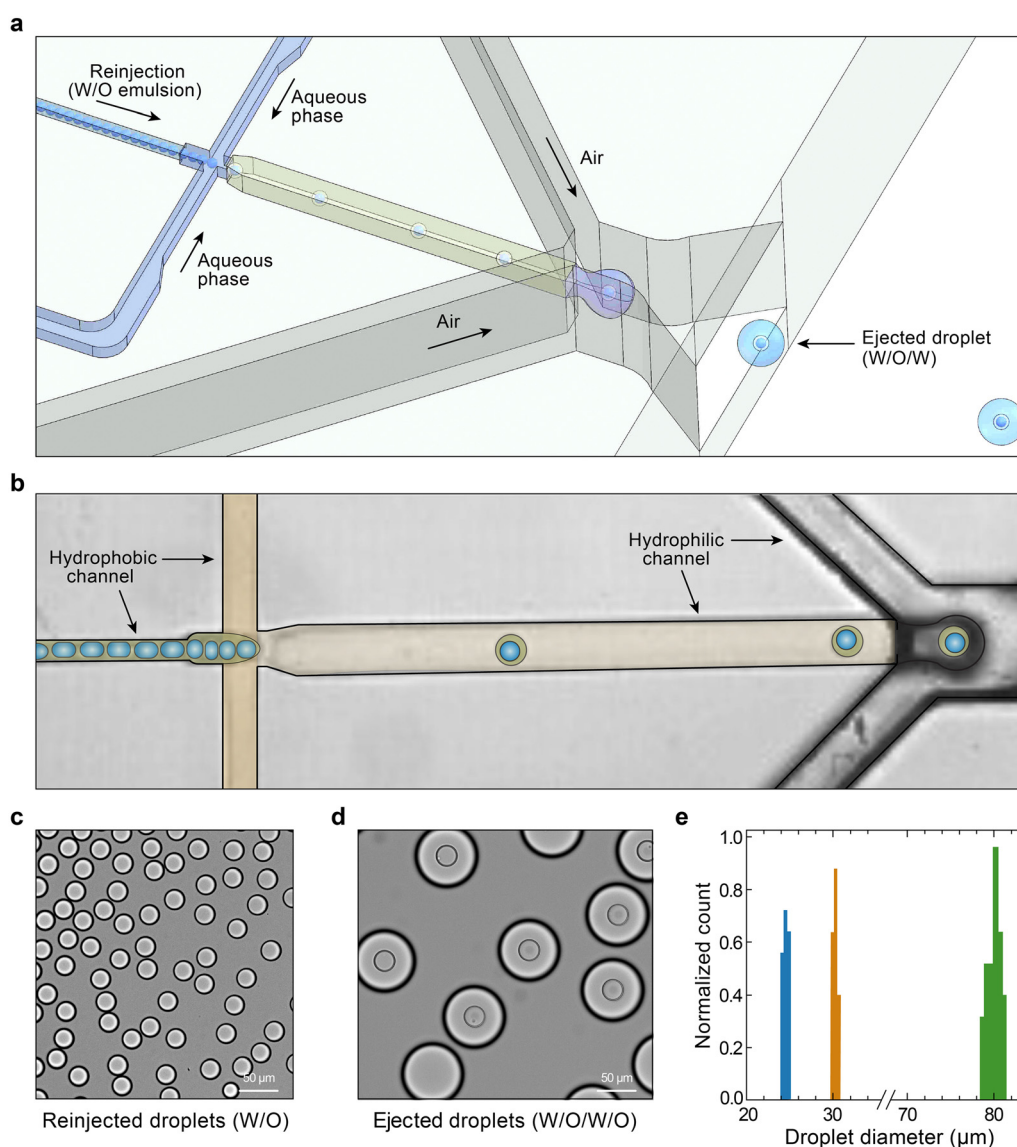 a
Reinjection
(W/O emulsion)
Aqueous
phase
Air
Aqueous
phase
Air
Ejected droplet
(W/O/W)
b
Hydrophobic
channel
Hydrophilic
channel
c
50 µm
Reinjected droplets (W/O)
d
50 µm
Ejected droplets (W/O/W/O)
e
Normalized count
1.0
0.8
0.6
0.4
0.2
0.0
20
30
70
80
Droplet diameter (µm)